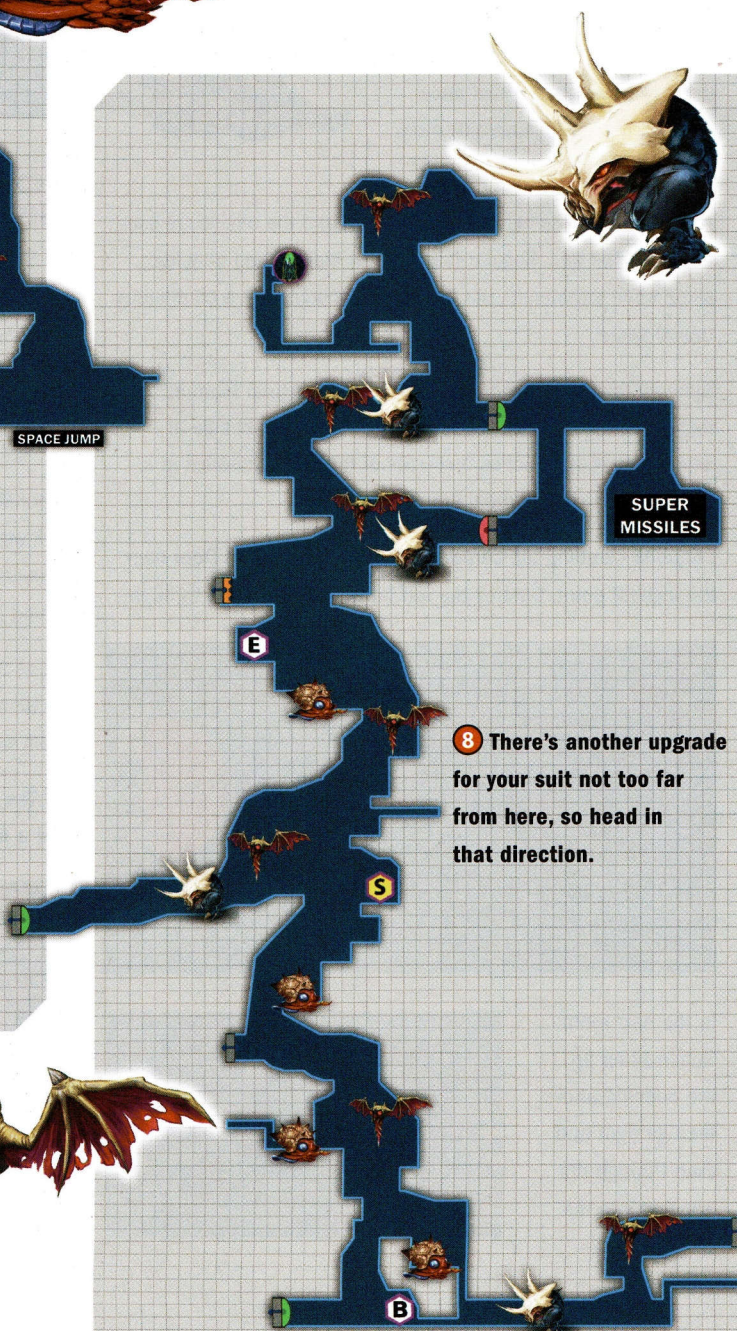 SPACE JUMP
SUPER
MISSILES
E
8 There's another upgrade
for your suit not too far
from here, so head in
that direction.
S
B